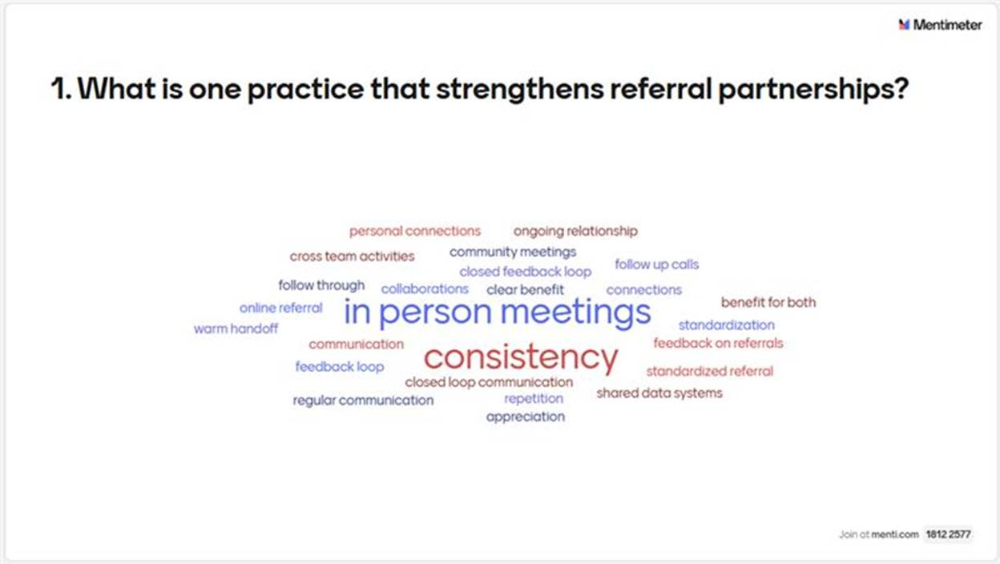 Mentimeter
1. What is one practice that strengthens referral partnerships?
personal connections
ongoing relationship
cross team activities
community meetings
closed feedback loop
follow up calls
follow through
collaborations
clear benefit
connections
online referral
in person meetings
benefit for both
warm handoff
standardization
communication
consistency
feedback on referrals
feedback loop
standardized referral
closed loop communication
regular communication
repetition
shared data systems
appreciation
Join at menti.com 1812 2577